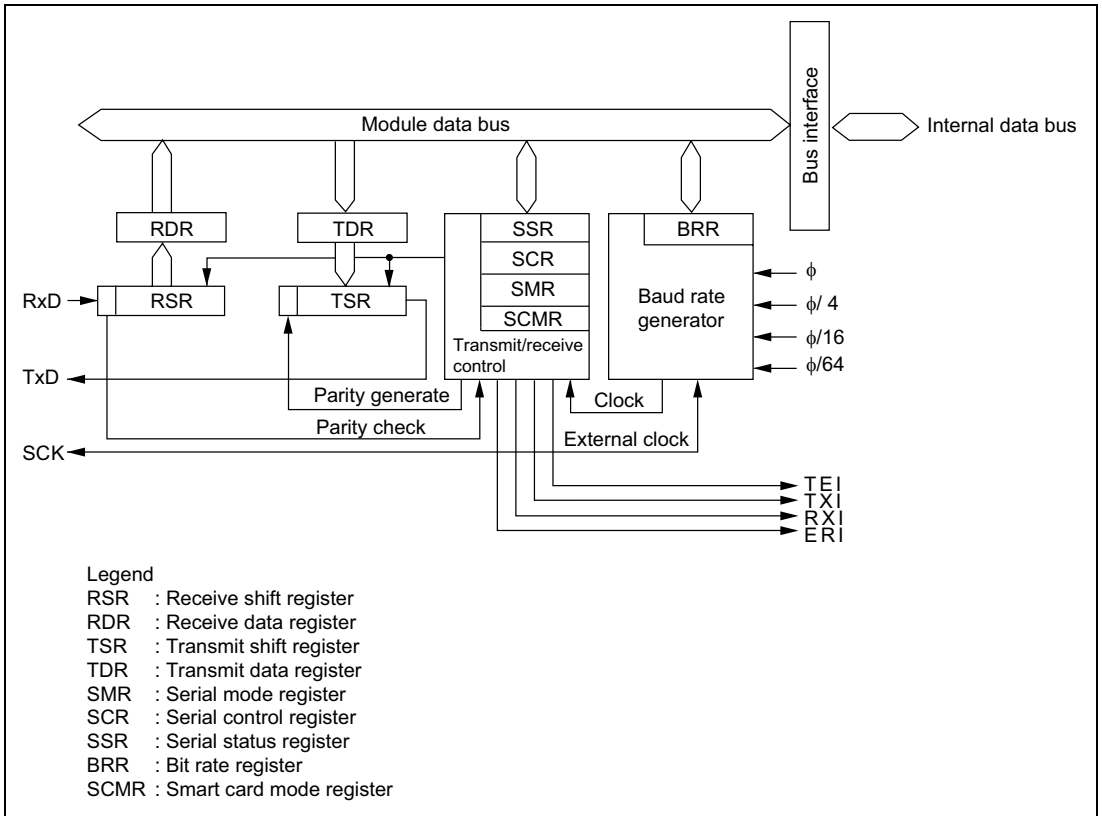 Bus interface
Module data bus
Internal data bus
RDR
TDR
SSR
BRR
SCR
SMR
SCMR
Transmit/receive
control
Baud rate
generator
ϕ
ϕ/ 4
ϕ/16
ϕ/64
RxD
RSR
TSR
TxD
Parity generate
Clock
Parity check
External clock
SCK
TEI
TXI
RXI
ERI
Legend
RSR : Receive shift register
RDR : Receive data register
TSR : Transmit shift register
TDR : Transmit data register
SMR : Serial mode register
SCR : Serial control register
SSR : Serial status register
BRR : Bit rate register
SCMR : Smart card mode register